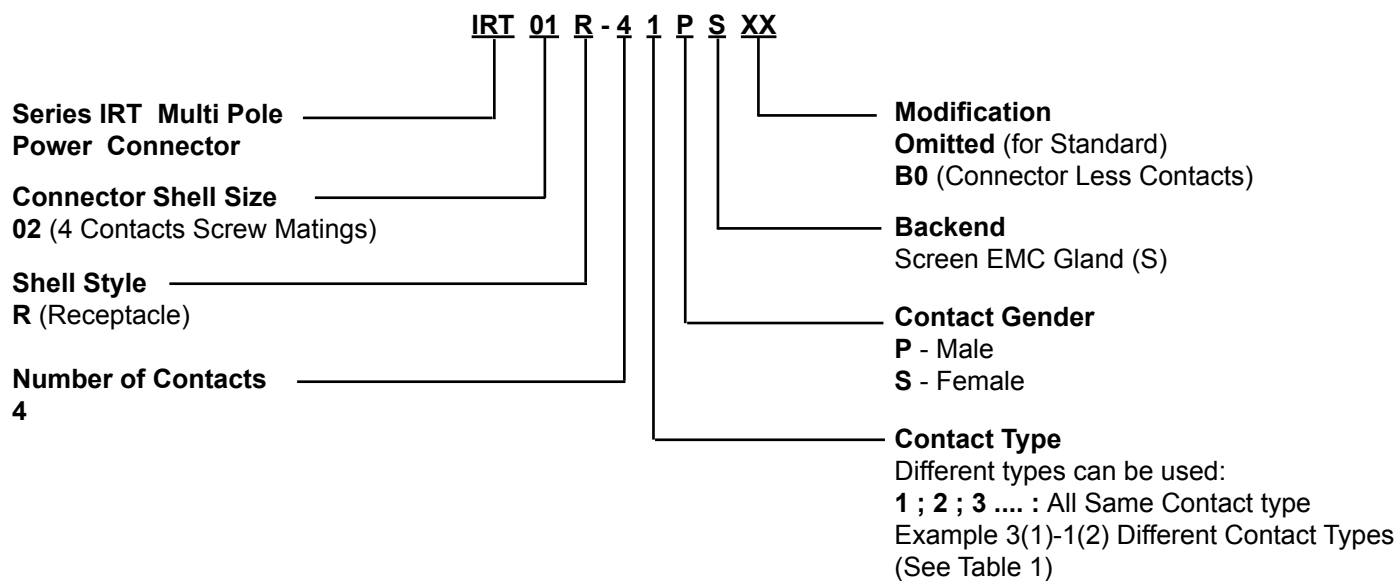 IRT 01 R - 4 1 P S XX
Series IRT Multi Pole
Power Connector
Connector Shell Size
02 (4 Contacts Screw Matings)
Shell Style
R (Receptacle)
Number of Contacts
4
Modification
Omitted (for Standard)
B0 (Connector Less Contacts)
Backend
Screen EMC Gland (S)
Contact Gender
P - Male
S - Female
Contact Type
Different types can be used:
1 ; 2 ; 3 .... : All Same Contact type
Example 3(1)-1(2) Different Contact Types
(See Table 1)